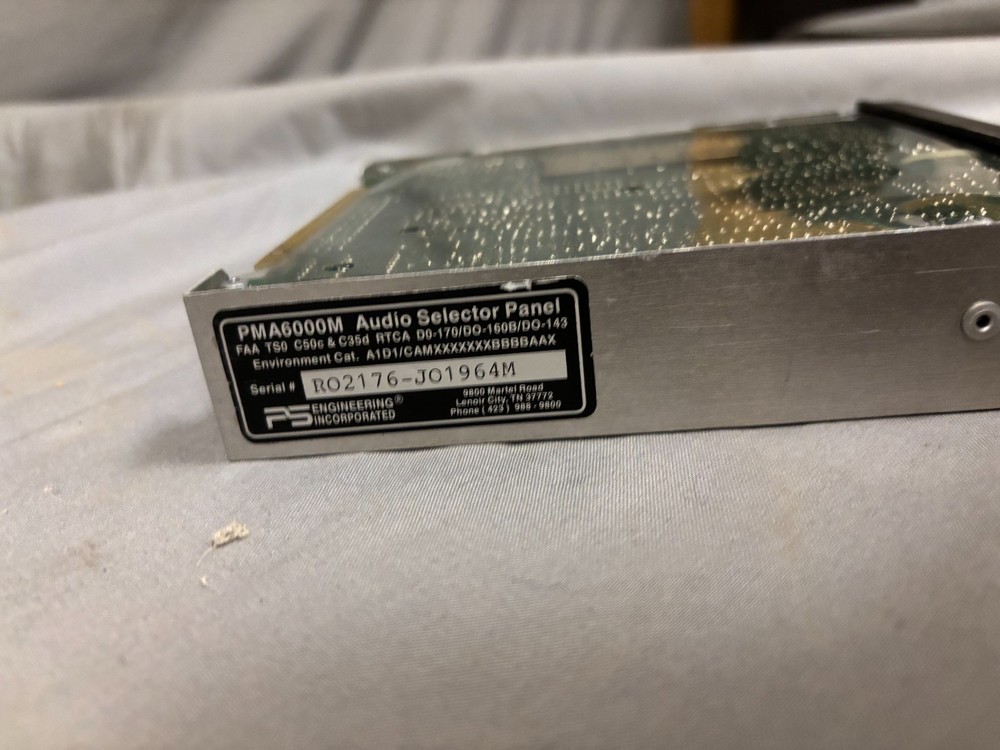 PMA6000M Audio Selector Panel
FAA TSO C50c & C35d RTCA DO-170/DO-160B/DO-143
Environment Cat. A1D1/CAMXXXXXXXBBBBAAX
Serial # RO2176-JO1964M
PS ENGINEERING®
INCORPORATED
9800 Martel Road
Lenoir City, TN 37772
Phone (423) 988-9800